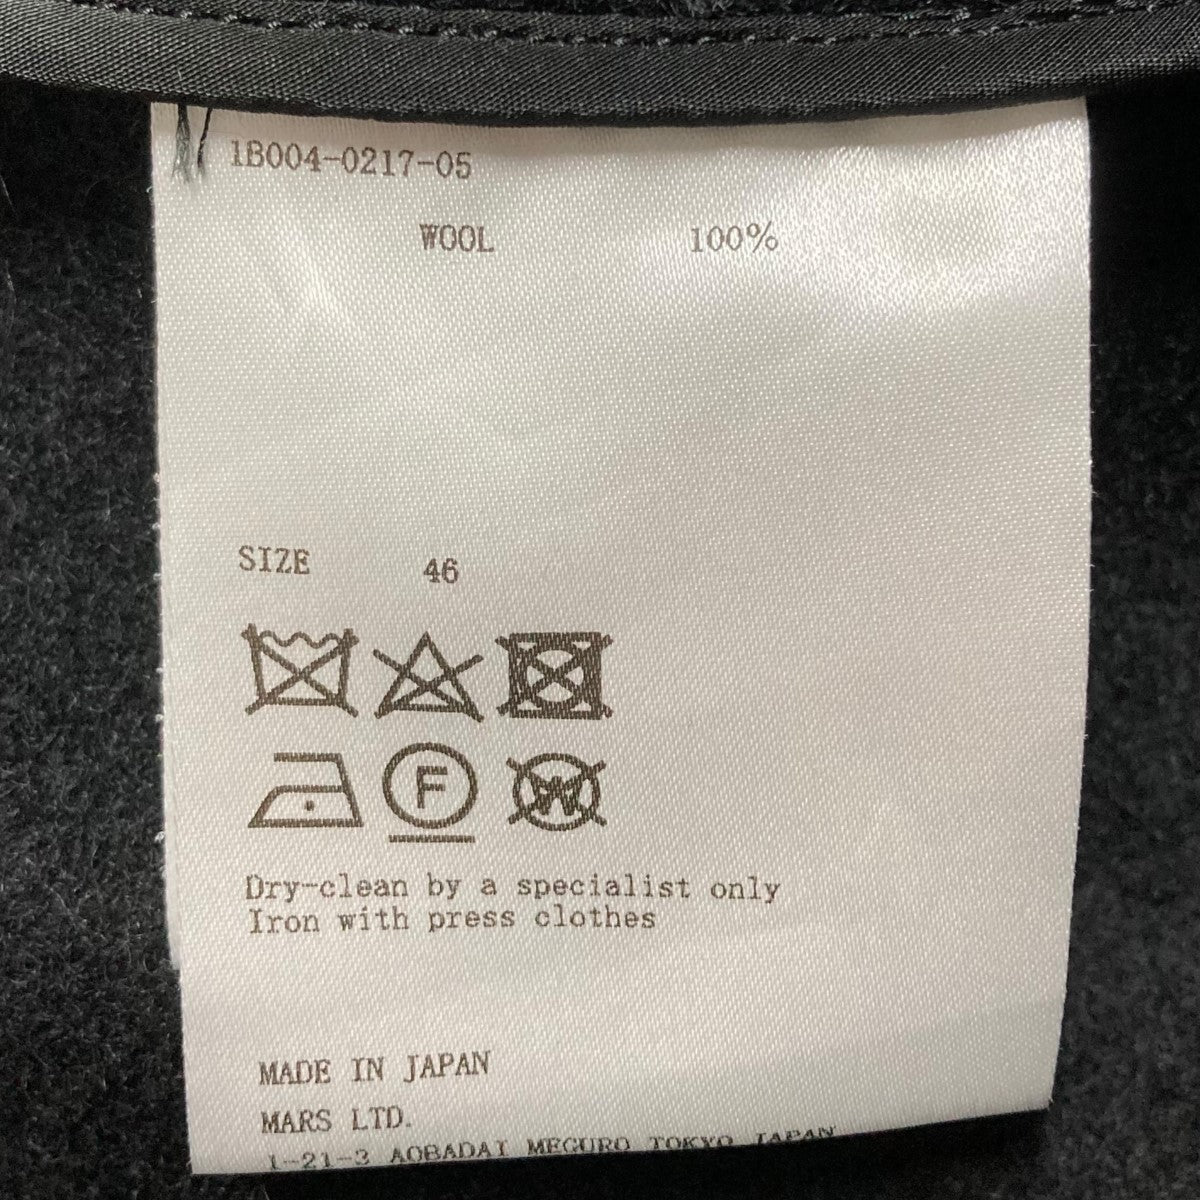 1B004-0217-05
WOOL 100%
SIZE 46
F
W
Dry-clean by a specialist only
Iron with press clothes
MADE IN JAPAN
MARS LTD.
1-21-3 AOBADAI MEGURO TOKYO JAPAN